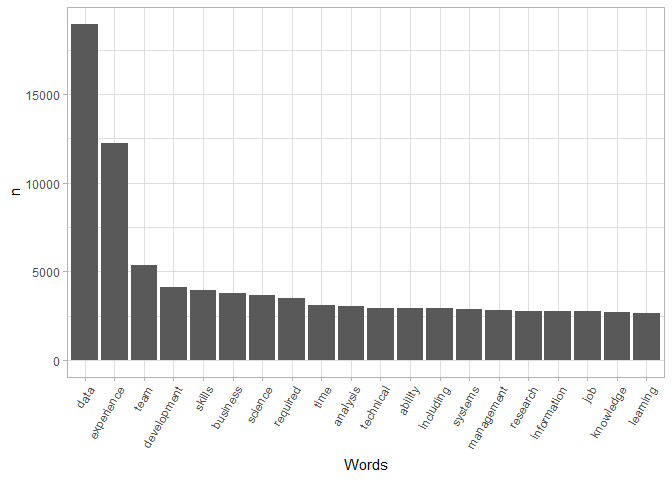 15000
10000
5000
0
n
data
experience
team
development
skills
business
science
required
time
analysis
technical
ability
including
systems
management
research
information
job
knowledge
learning
Words